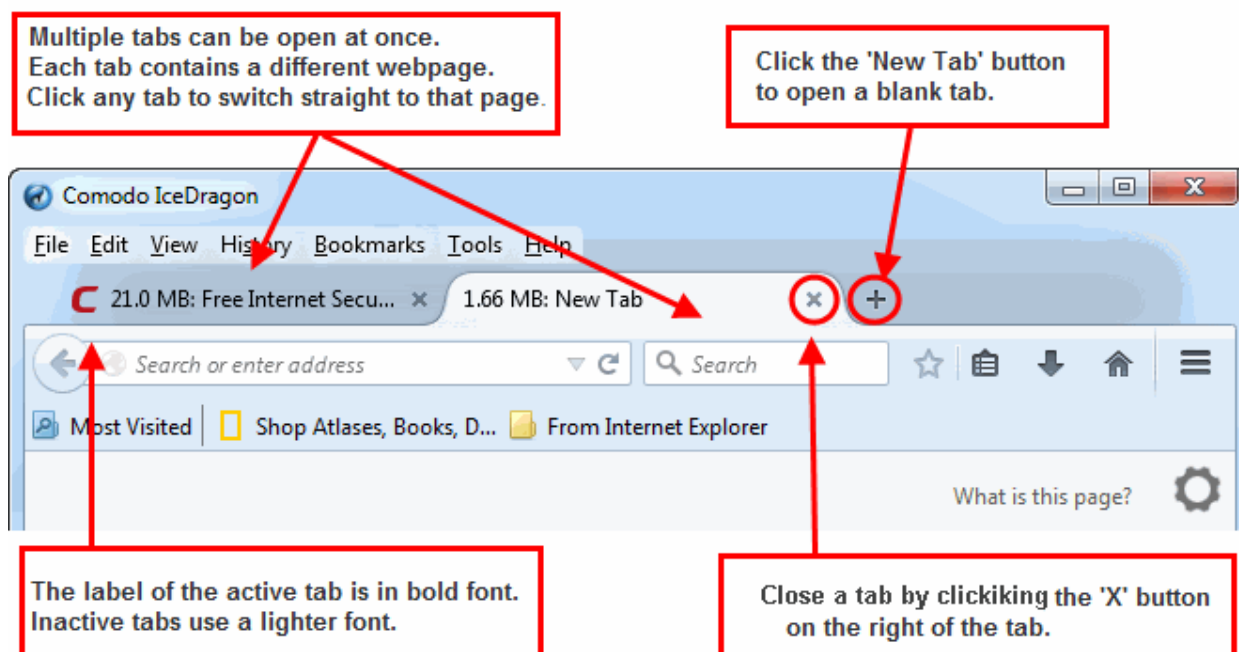 Multiple tabs can be open at once.
Each tab contains a different webpage.
Click any tab to switch straight to that page.
Click the 'New Tab' button
to open a blank tab.
Comodo IceDragon
File Edit View History Bookmarks Tools Help
21.0 MB: Free Internet Secu...
1.66 MB: New Tab
Search or enter address
Search
Most Visited
Shop Atlases, Books, D...
From Internet Explorer
What is this page?
The label of the active tab is in bold font.
Inactive tabs use a lighter font.
Close a tab by clickiking the 'X' button
on the right of the tab.